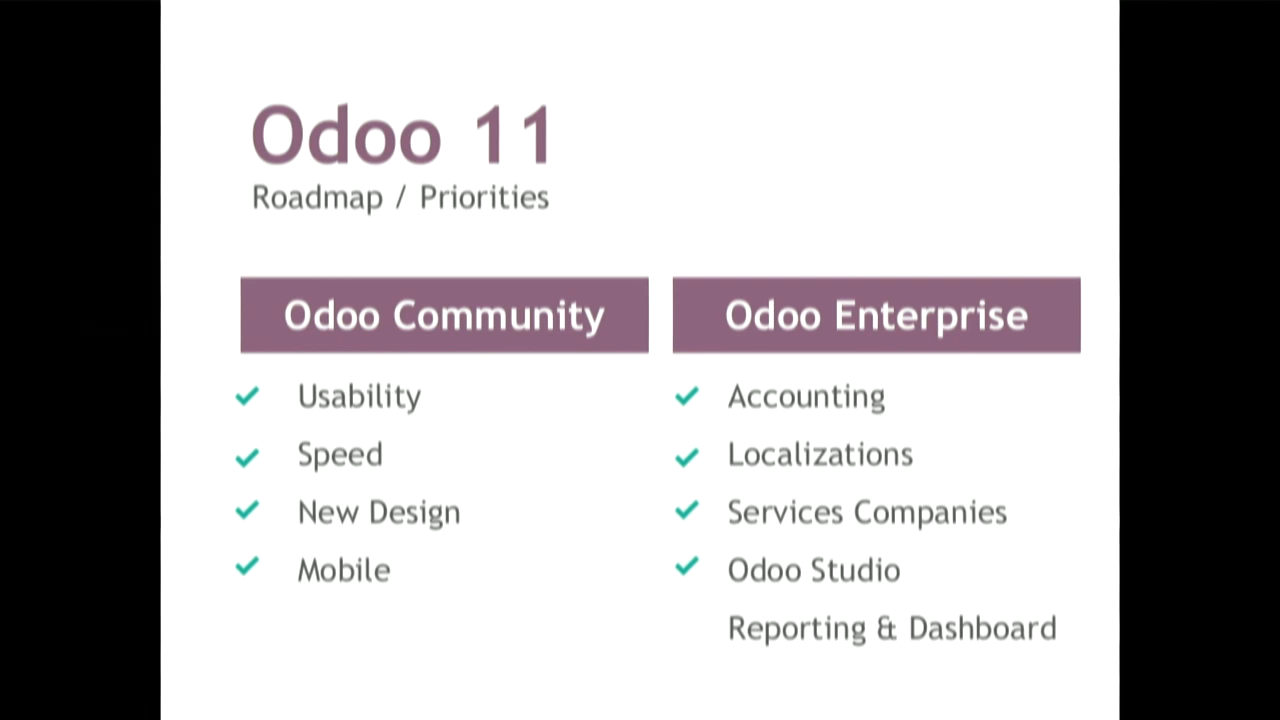 Odoo 11
Roadmap / Priorities
Odoo Community
Usability
Speed
New Design
Mobile
Odoo Enterprise
Accounting
Localizations
Services Companies
Odoo Studio
Reporting & Dashboard